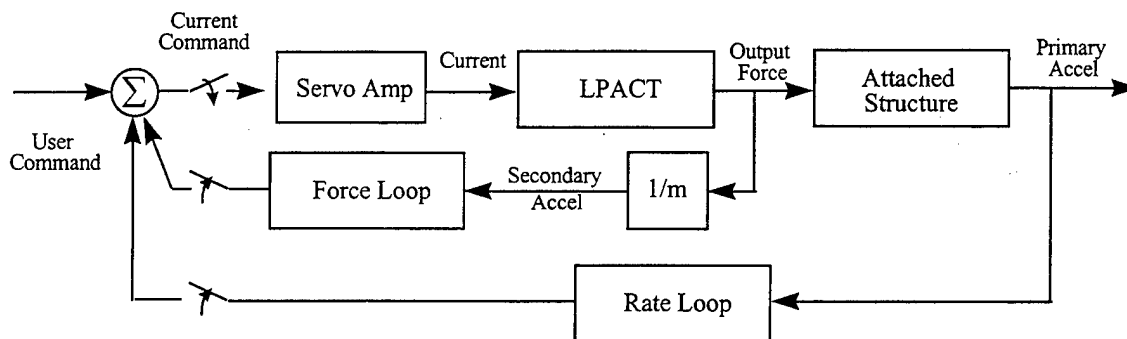 Current
Command
Σ
Servo Amp
Current
LPACT
Output
Force
Attached
Structure
Primary
Accel
User
Command
Force Loop
Secondary
Accel
1/m
Rate Loop